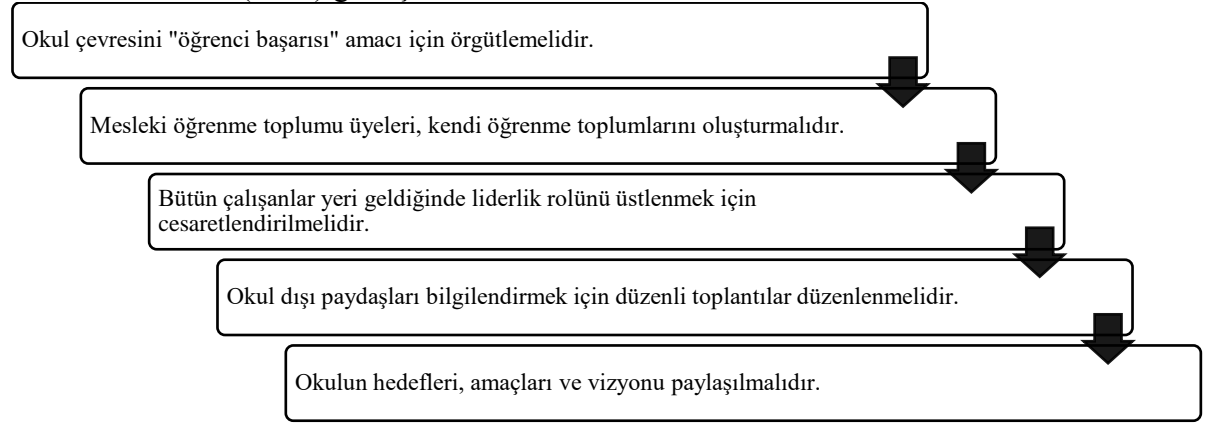 Okul çevresini "öğrenci başarısı" amacı için örgütlemelidir.
Mesleki öğrenme toplumu üyeleri, kendi öğrenme toplumlarını oluşturmalıdır.
Bütün çalışanlar yeri geldiğinde liderlik rolünü üstlenmek için
cesaretlendirilmelidir.
Okul dışı paydaşları bilgilendirmek için düzenli toplantılar düzenlenmelidir.
Okulun hedefleri, amaçları ve vizyonu paylaşılmalıdır.